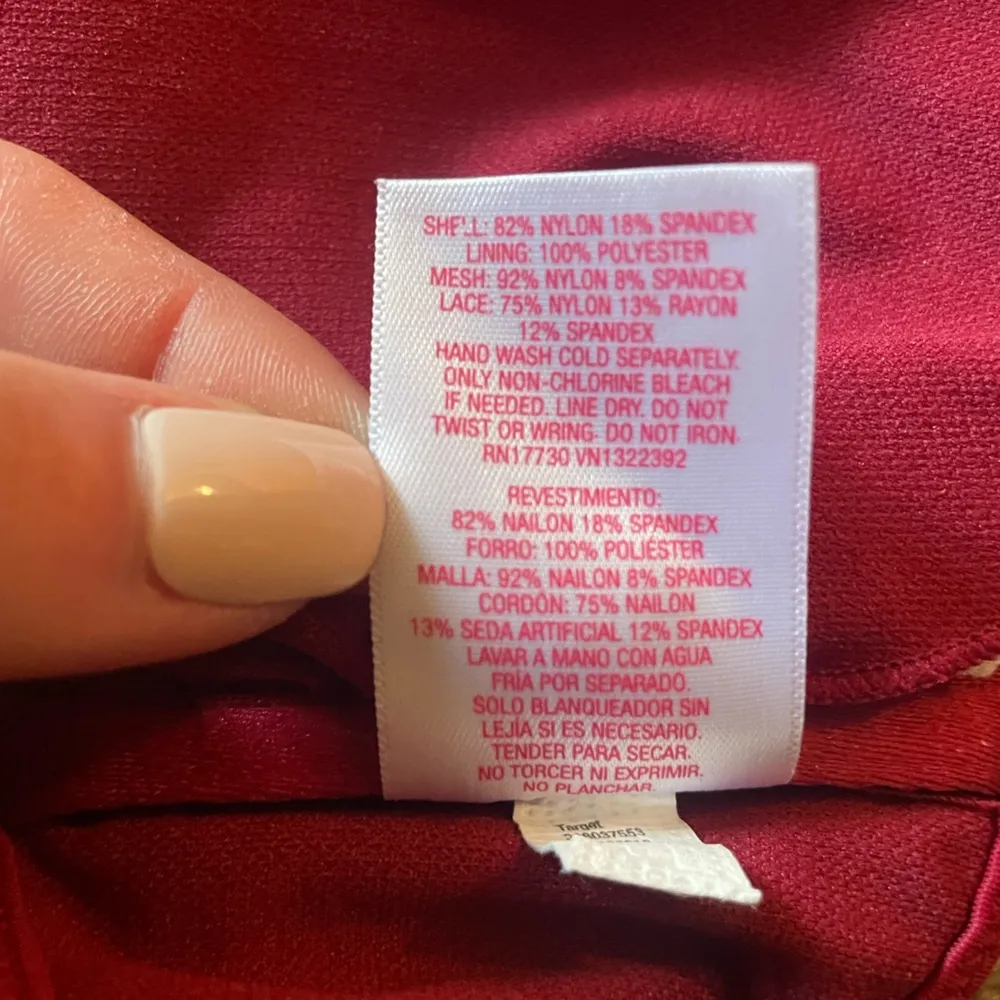 SHELL: 82% NYLON 18% SPANDEX
LINING: 100% POLYESTER
MESH: 92% NYLON 8% SPANDEX
LACE: 75% NYLON 13% RAYON
12% SPANDEX
HAND WASH COLD SEPARATELY.
ONLY NON-CHLORINE BLEACH
IF NEEDED. LINE DRY. DO NOT
TWIST OR WRING. DO NOT IRON.
RN17730 VN1322392
REVESTIMIENTO:
82% NAILON 18% SPANDEX
FORRO: 100% POLIÉSTER
MALLA: 92% NAILON 8% SPANDEX
CORDÓN: 75% NAILON
13% SEDA ARTIFICIAL 12% SPANDEX
LAVAR A MANO CON AGUA
FRÍA POR SEPARADO.
SOLO BLANQUEADOR SIN
LEJÍA SI ES NECESARIO.
TENDER PARA SECAR.
NO TORCER NI EXPRIMIR.
NO PLANCHAR.
Target